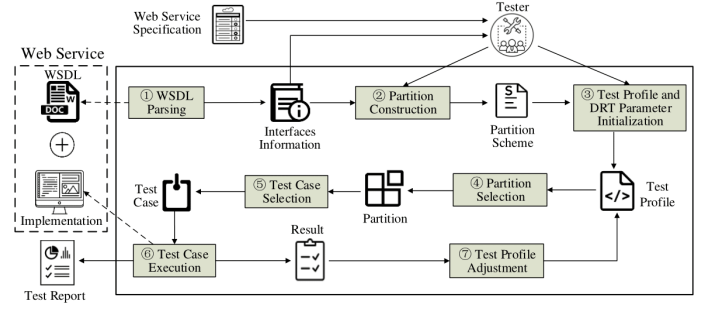 Web Service
Specification
Tester
Web Service
WSDL
W
DOC
① WSDL
Parsing
Interfaces
Information
② Partition
Construction
S
Partition
Scheme
③ Test Profile and
DRT Parameter
Initialization
Implementation
Test
Case
⑤ Test Case
Selection
Partition
④ Partition
Selection
</>
Test
Profile
Test Report
⑥ Test Case
Execution
Result
⑦ Test Profile
Adjustment